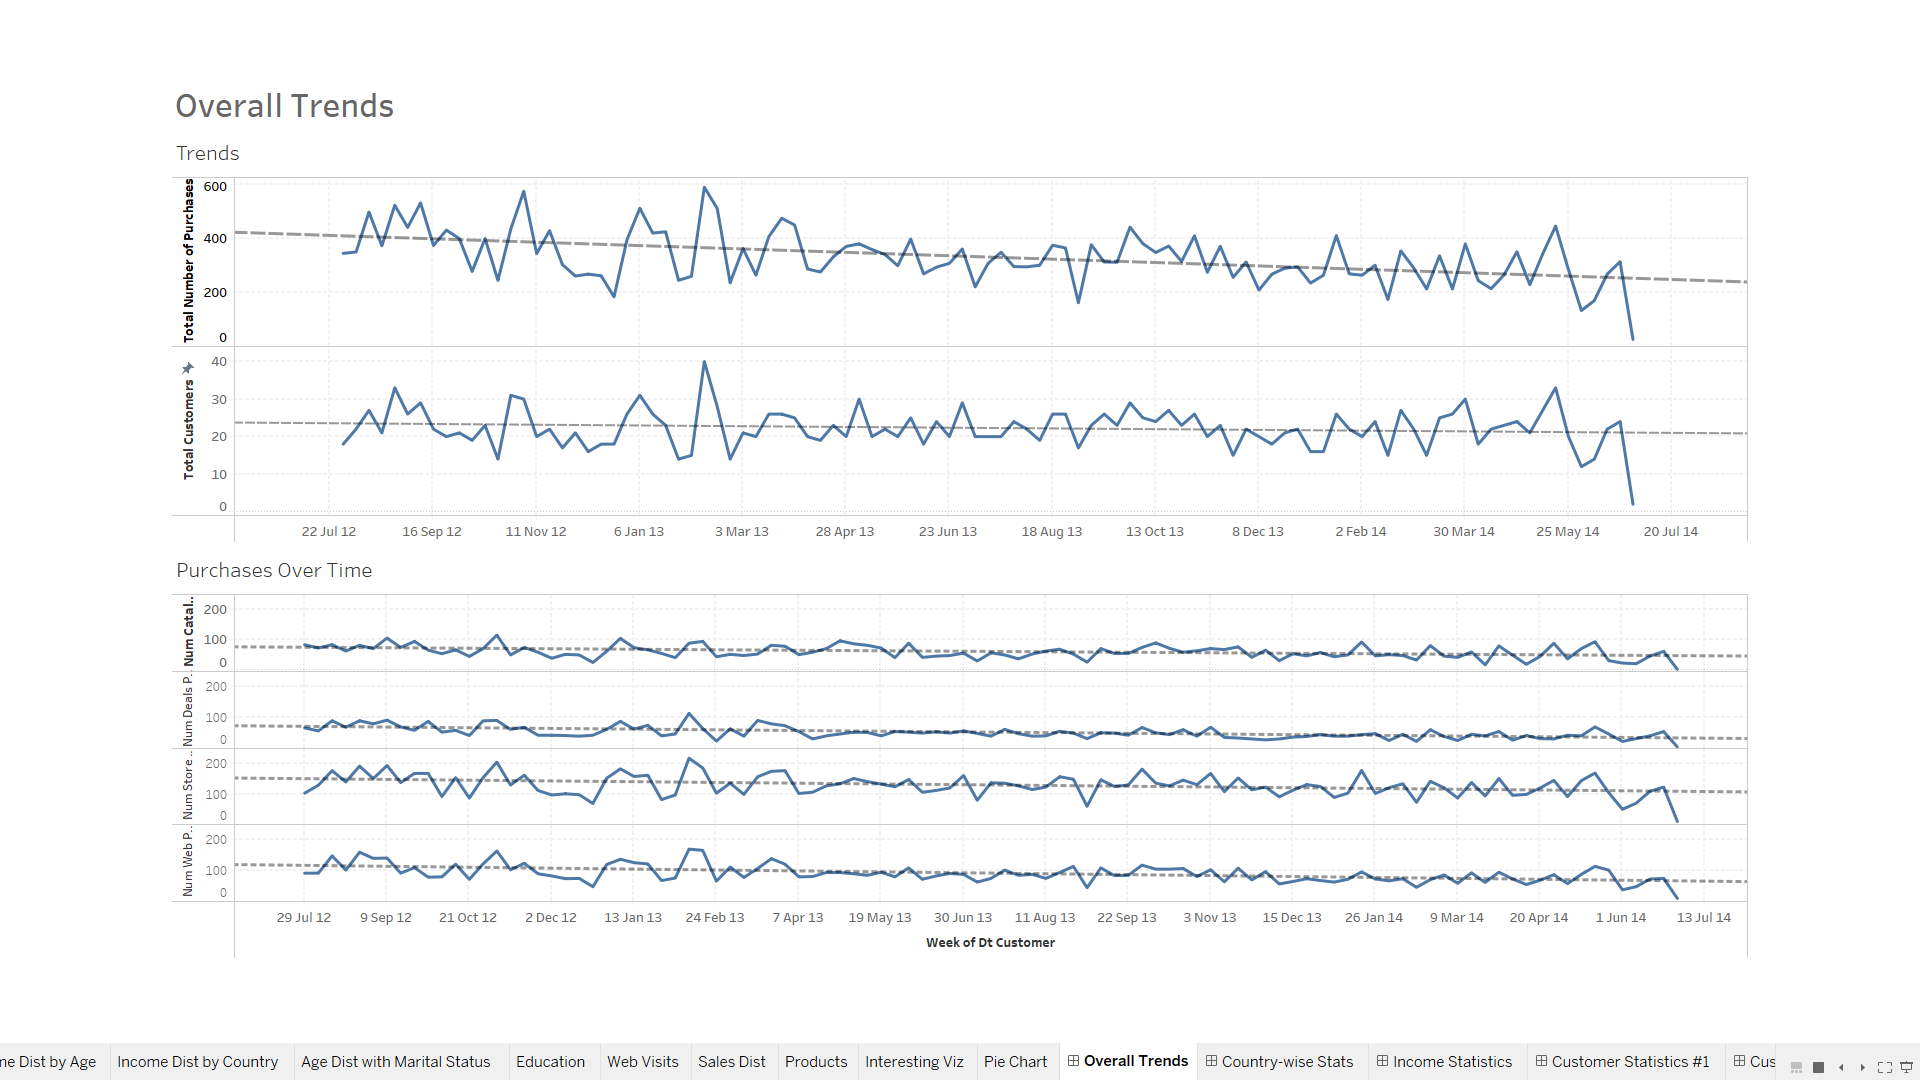 Overall Trends
Trends
Total Number of Purchases
600
400
200
0
Total Customers
40
30
20
10
0
22 Jul 12 16 Sep 12 11 Nov 12 6 Jan 13 3 Mar 13 28 Apr 13 23 Jun 13 18 Aug 13 13 Oct 13 8 Dec 13 2 Feb 14 30 Mar 14 25 May 14 20 Jul 14
Purchases Over Time
Num Catal..
200
100
0
Num Deals P..
200
100
0
Num Store ..
200
100
0
Num Web P..
200
100
0
29 Jul 12 9 Sep 12 21 Oct 12 2 Dec 12 13 Jan 13 24 Feb 13 7 Apr 13 19 May 13 30 Jun 13 11 Aug 13 22 Sep 13 3 Nov 13 15 Dec 13 26 Jan 14 9 Mar 14 20 Apr 14 1 Jun 14 13 Jul 14
Week of Dt Customer
me Dist by Age Income Dist by Country Age Dist with Marital Status Education Web Visits Sales Dist Products Interesting Viz Pie Chart Overall Trends Country-wise Stats Income Statistics Customer Statistics #1 Cus